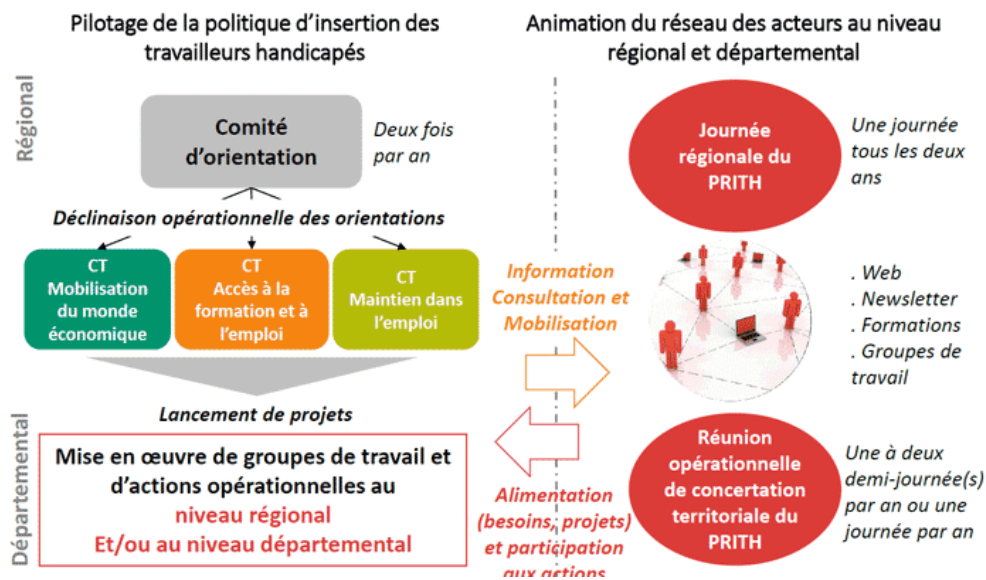 Pilotage de la politique d'insertion des
travailleurs handicapés
Animation du réseau des acteurs au niveau
régional et départemental
Régional
Comité
d'orientation
Deux fois
par an
Déclinaison opérationnelle des orientations
CT
Mobilisation
du monde
économique
CT
Accès à la
formation et à
l'emploi
CT
Maintien dans
l'emploi
Lancement de projets
Départemental
Mise en œuvre de groupes de travail et
d'actions opérationnelles au
niveau régional
Et/ou au niveau départemental
Information
Consultation et
Mobilisation
Alimentation
(besoins, projets)
et participation
aux actions
Journée
régionale du
PRITH
Une journée
tous les deux
ans
. Web
. Newsletter
. Formations
. Groupes de
travail
Réunion
opérationnelle
de concertation
territoriale du
PRITH
Une à deux
demi-journée(s)
par an ou une
journée par an